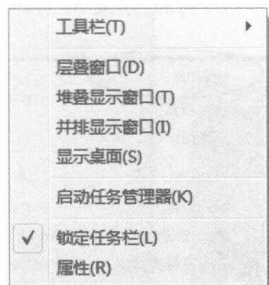 工具栏(T)
层叠窗口(D)
堆叠显示窗口(T)
并排显示窗口(I)
显示桌面(S)
启动任务管理器(K)
锁定任务栏(L)
属性(R)